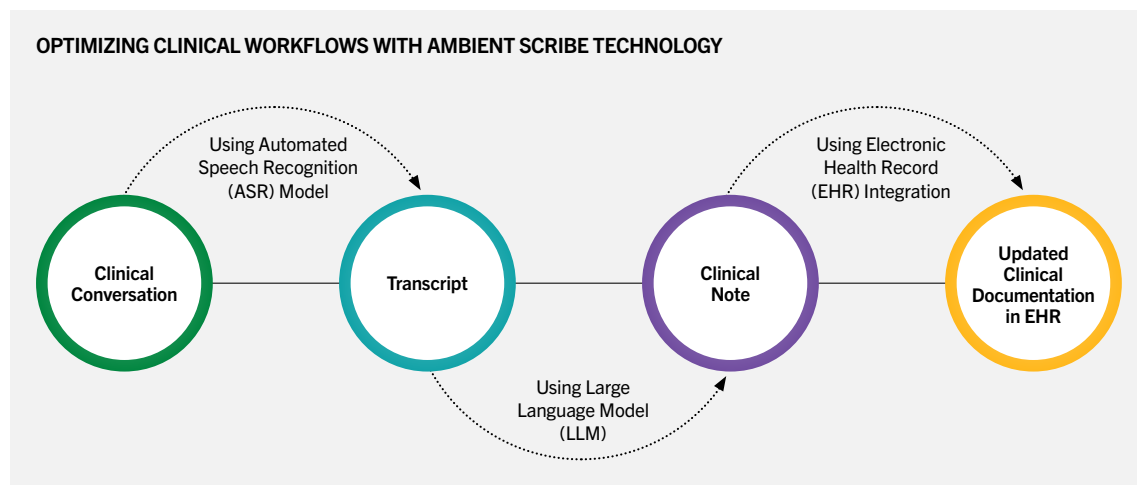 OPTIMIZING CLINICAL WORKFLOWS WITH AMBIENT SCRIBE TECHNOLOGY
Using Automated
Speech Recognition
(ASR) Model
Using Electronic
Health Record
(EHR) Integration
Clinical
Conversation
Transcript
Clinical
Note
Updated
Clinical
Documentation
in EHR
Using Large
Language Model
(LLM)